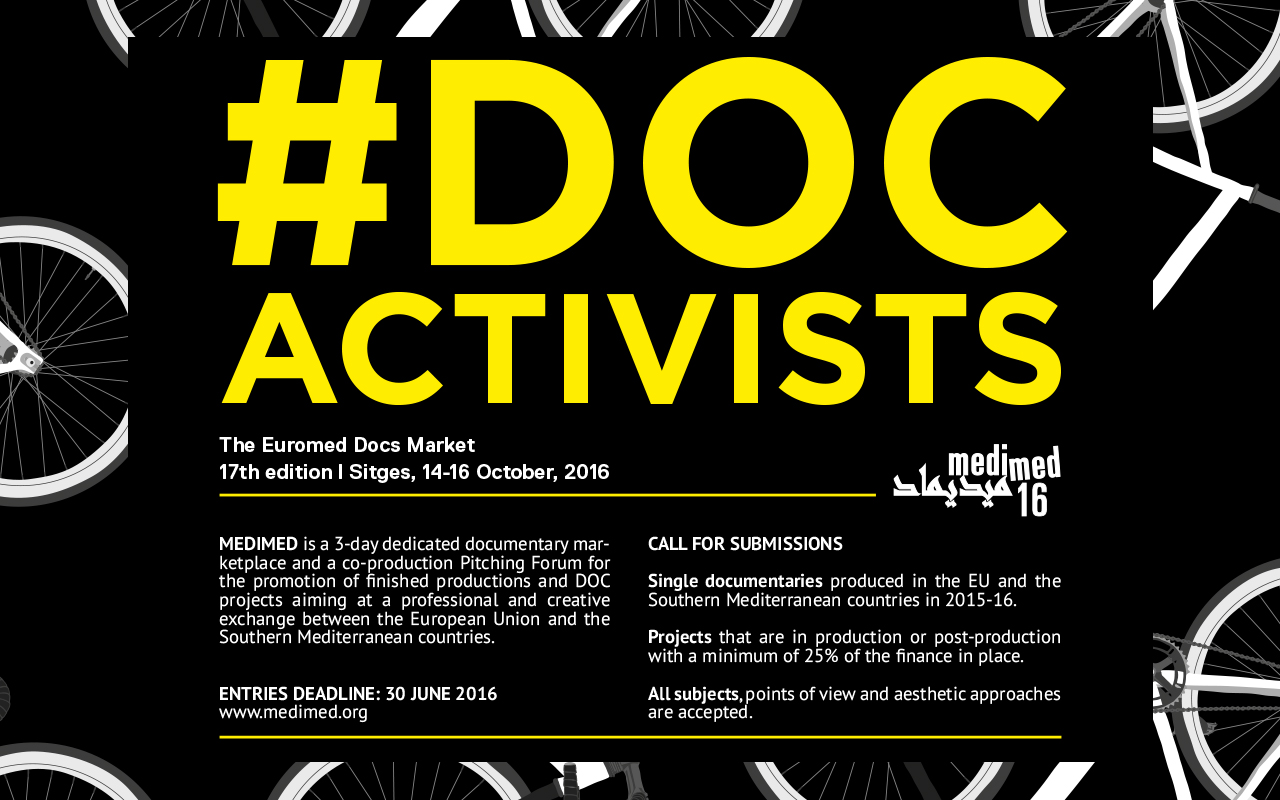 #DOC
ACTIVISTS
The Euromed Docs Market
17th edition | Sitges, 14-16 October, 2016
medimed
ميديماد
16
MEDIMED is a 3-day dedicated documentary mar-
ketplace and a co-production Pitching Forum for
the promotion of finished productions and DOC
projects aiming at a professional and creative
exchange between the European Union and the
Southern Mediterranean countries.
ENTRIES DEADLINE: 30 JUNE 2016
www.medimed.org
CALL FOR SUBMISSIONS
Single documentaries produced in the EU and the
Southern Mediterranean countries in 2015-16.
Projects that are in production or post-production
with a minimum of 25% of the finance in place.
All subjects, points of view and aesthetic approaches
are accepted.